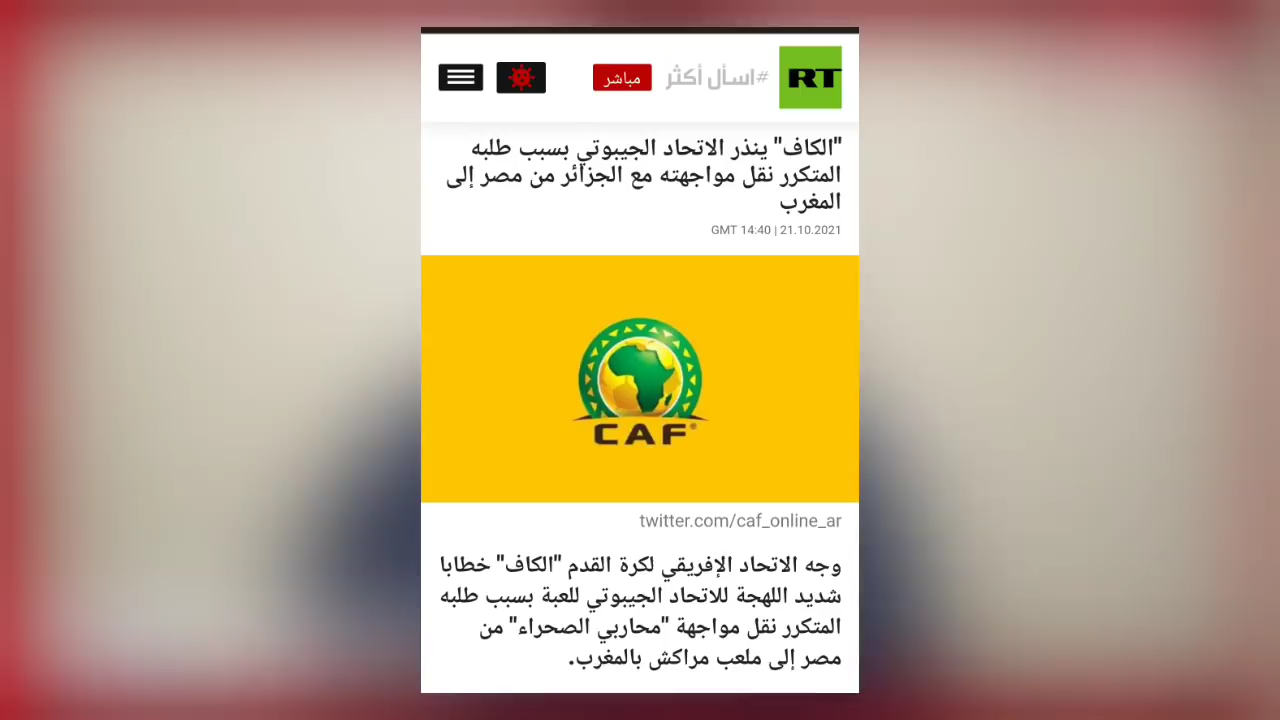 RT
#اسأل أكثر
مباشر
"الكاف" ينذر الاتحاد الجيبوتي بسبب طلبه
المتكرر نقل مواجهته مع الجزائر من مصر إلى
المغرب
21.10.2021 | 14:40 GMT
CAF®
twitter.com/caf_online_ar
وجه الاتحاد الإفريقي لكرة القدم "الكاف" خطابا
شديد اللهجة للاتحاد الجيبوتي للعبة بسبب طلبه
المتكرر نقل مواجهة "محاربي الصحراء" من
مصر إلى ملعب مراكش بالمغرب.